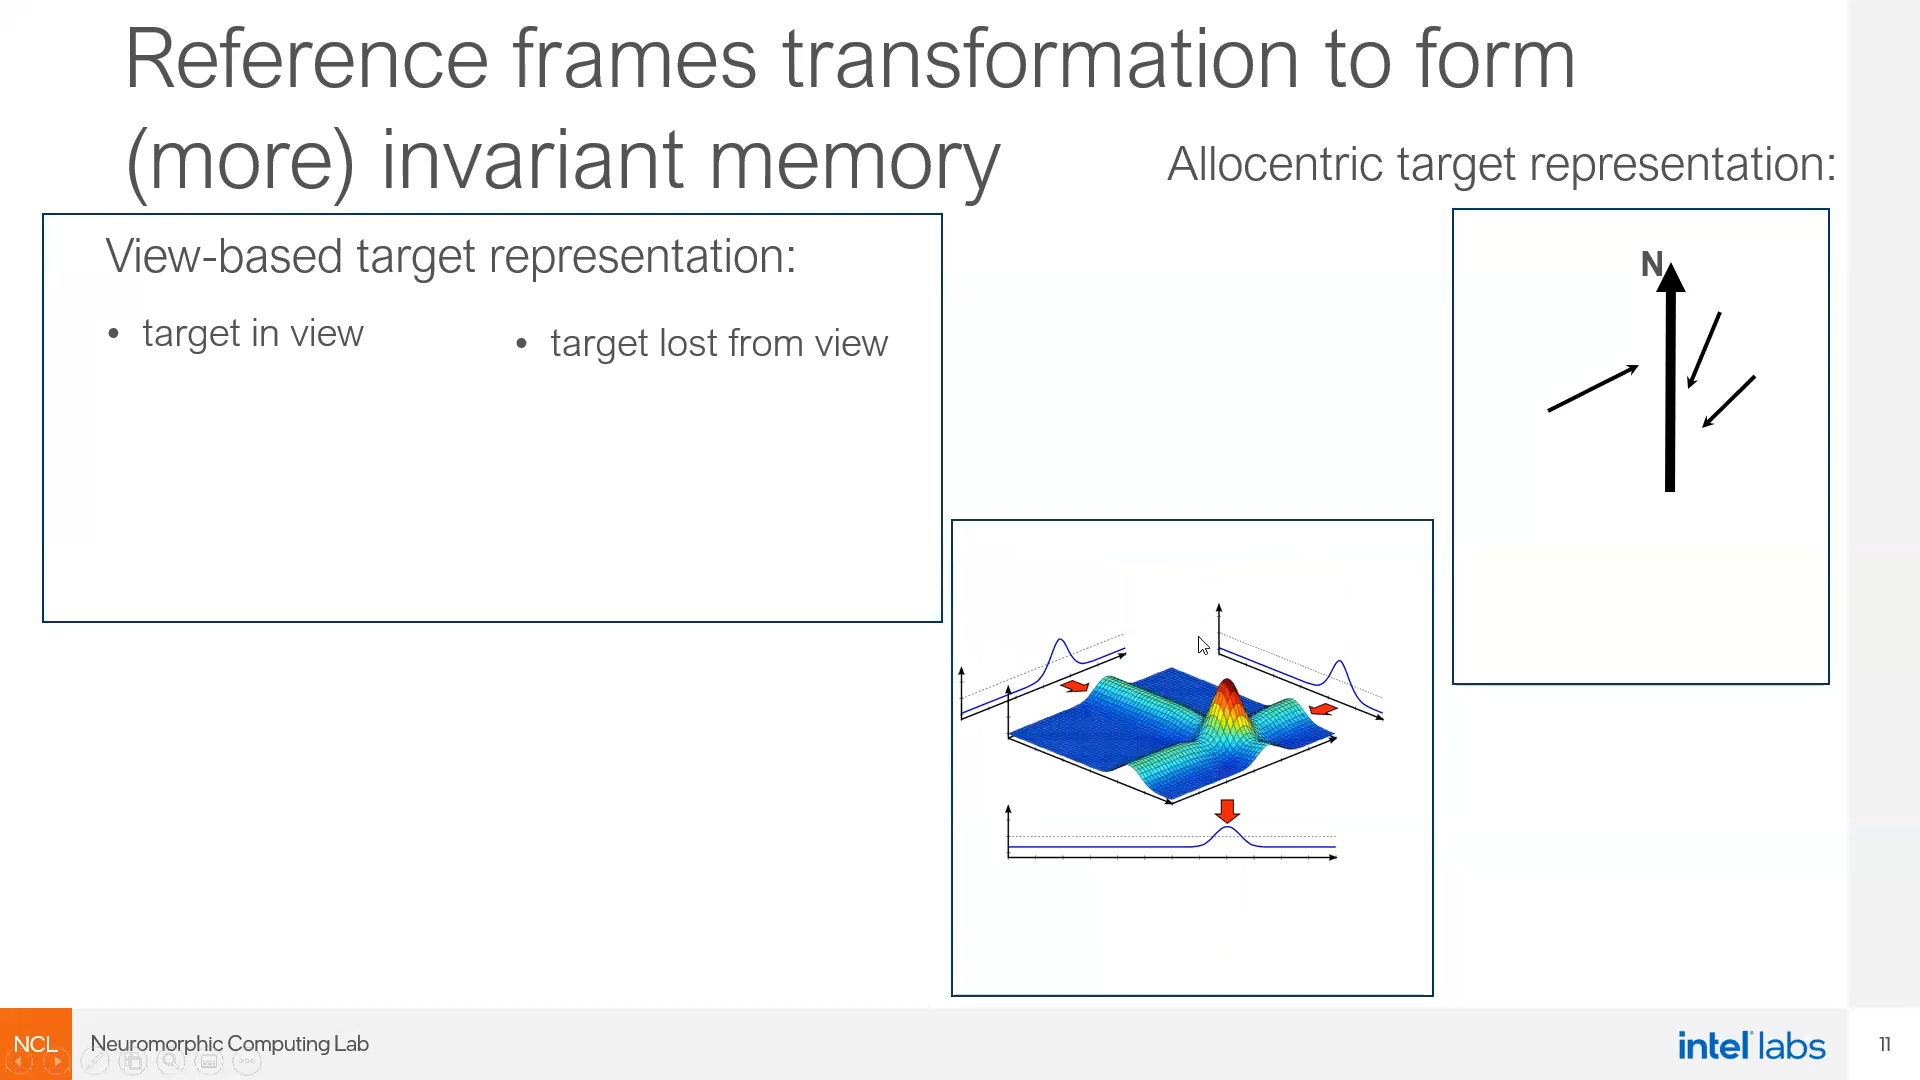 Reference frames transformation to form
(more) invariant memory
Allocentric target representation:
View-based target representation:
• target in view
• target lost from view
N
NCL
Neuromorphic Computing Lab
intel labs
11